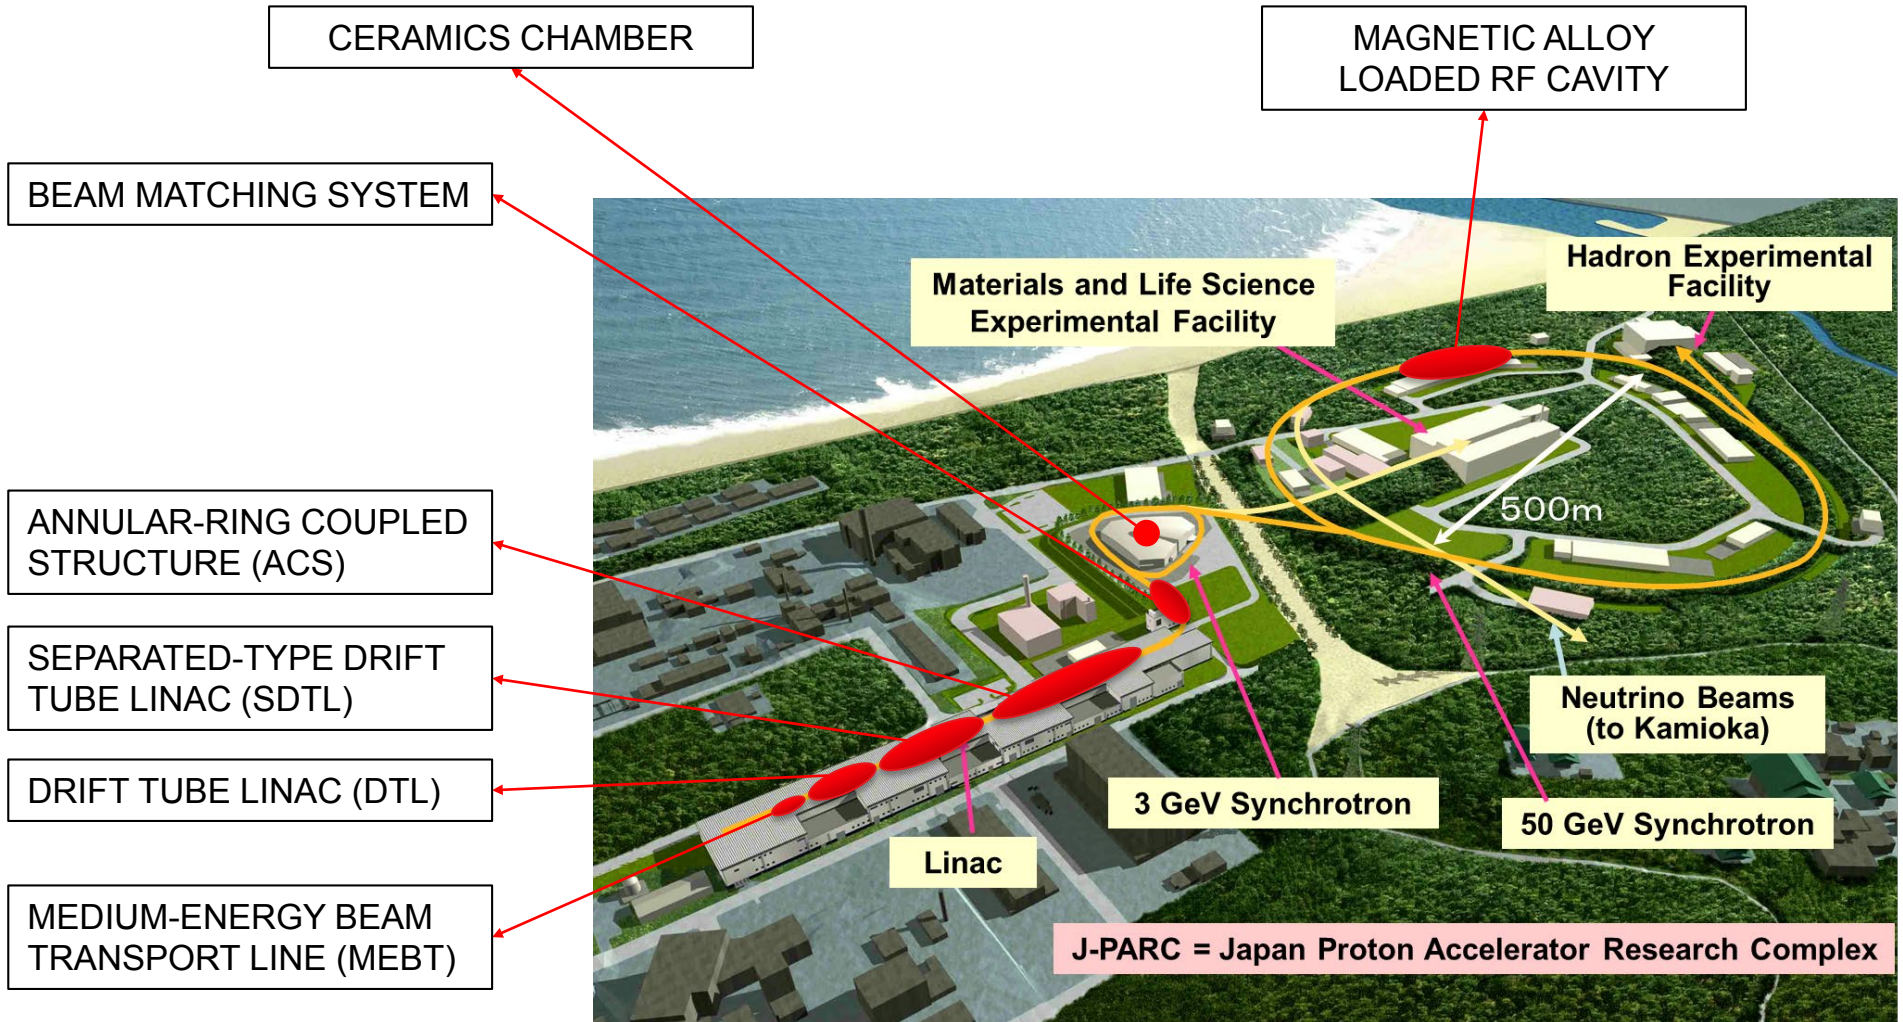 CERAMICS CHAMBER
MAGNETIC ALLOY
LOADED RF CAVITY
BEAM MATCHING SYSTEM
Hadron Experimental
Facility
Materials and Life Science
Experimental Facility
500m
ANNULAR-RING COUPLED
STRUCTURE (ACS)
SEPARATED-TYPE DRIFT
TUBE LINAC (SDTL)
Neutrino Beams
(to Kamioka)
DRIFT TUBE LINAC (DTL)
3 GeV Synchrotron
50 GeV Synchrotron
Linac
MEDIUM-ENERGY BEAM
TRANSPORT LINE (MEBT)
J-PARC = Japan Proton Accelerator Research Complex